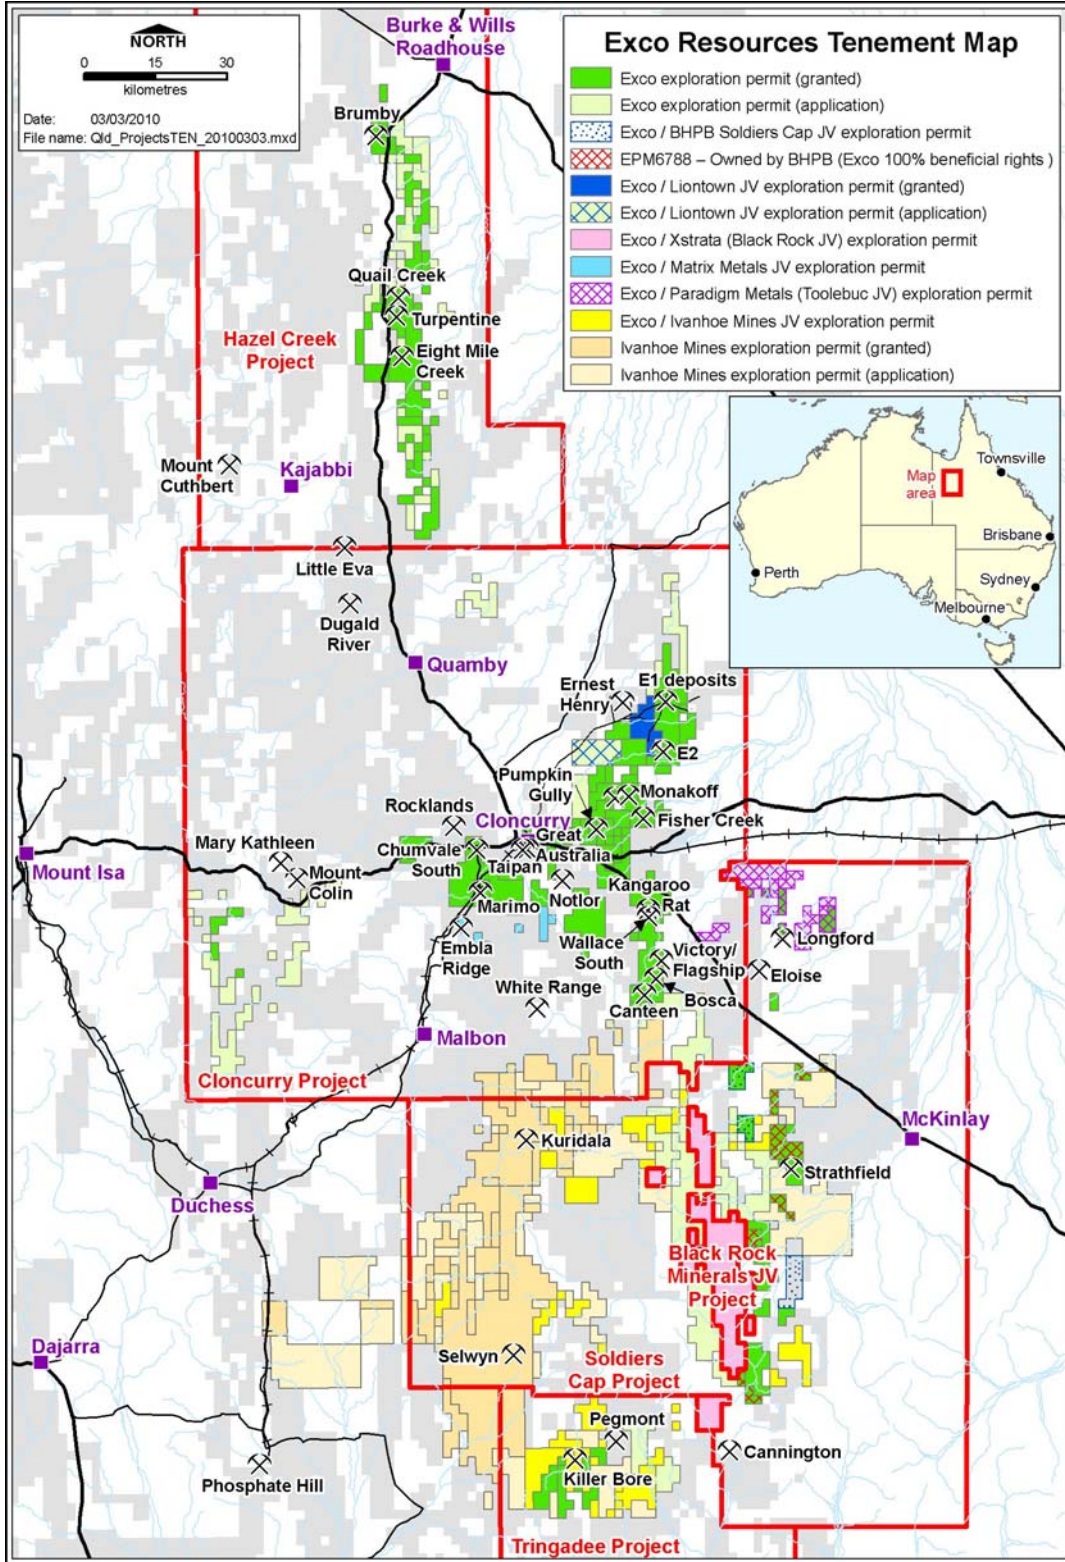 NORTH
0 15 30
kilometres
Date: 03/03/2010
File name: Qld_ProjectsTEN_20100303.mxd
Burke & Wills
Roadhouse
Exco Resources Tenement Map
Exco exploration permit (granted)
Exco exploration permit (application)
Exco / BHPB Soldiers Cap JV exploration permit
EPM6788 – Owned by BHPB (Exco 100% beneficial rights )
Exco / Liontown JV exploration permit (granted)
Exco / Liontown JV exploration permit (application)
Exco / Xstrata (Black Rock JV) exploration permit
Exco / Matrix Metals JV exploration permit
Exco / Paradigm Metals (Toolebuc JV) exploration permit
Exco / Ivanhoe Mines JV exploration permit
Ivanhoe Mines exploration permit (granted)
Ivanhoe Mines exploration permit (application)
Brumby
Quail Creek
Turpentine
Hazel Creek
Project
Eight Mile
Creek
Mount
Cuthbert
Kajabbi
Townsville
Map
area
Brisbane
Perth
Sydney
Melbourne
Little Eva
Dugald
River
Quamby
Ernest
Henry
E1 deposits
E2
Pumpkin
Gully
Monakoff
Rocklands
Cloncurry
Fisher Creek
Mary Kathleen
Chumvale
South
Great
Australia
Taipan
Mount Isa
Mount
Colin
Marimo
Notlor
Kangaroo
Rat
Embla
Ridge
Wallace
South
Longford
Victory/
Flagship
Eloise
White Range
Bosca
Canteen
Malbon
Cloncurry Project
McKinlay
Kuridala
Strathfield
Duchess
Black Rock
Minerals JV
Project
Dajarra
Selwyn
Soldiers
Cap Project
Pegmont
Cannington
Phosphate Hill
Killer Bore
Tringadee Project